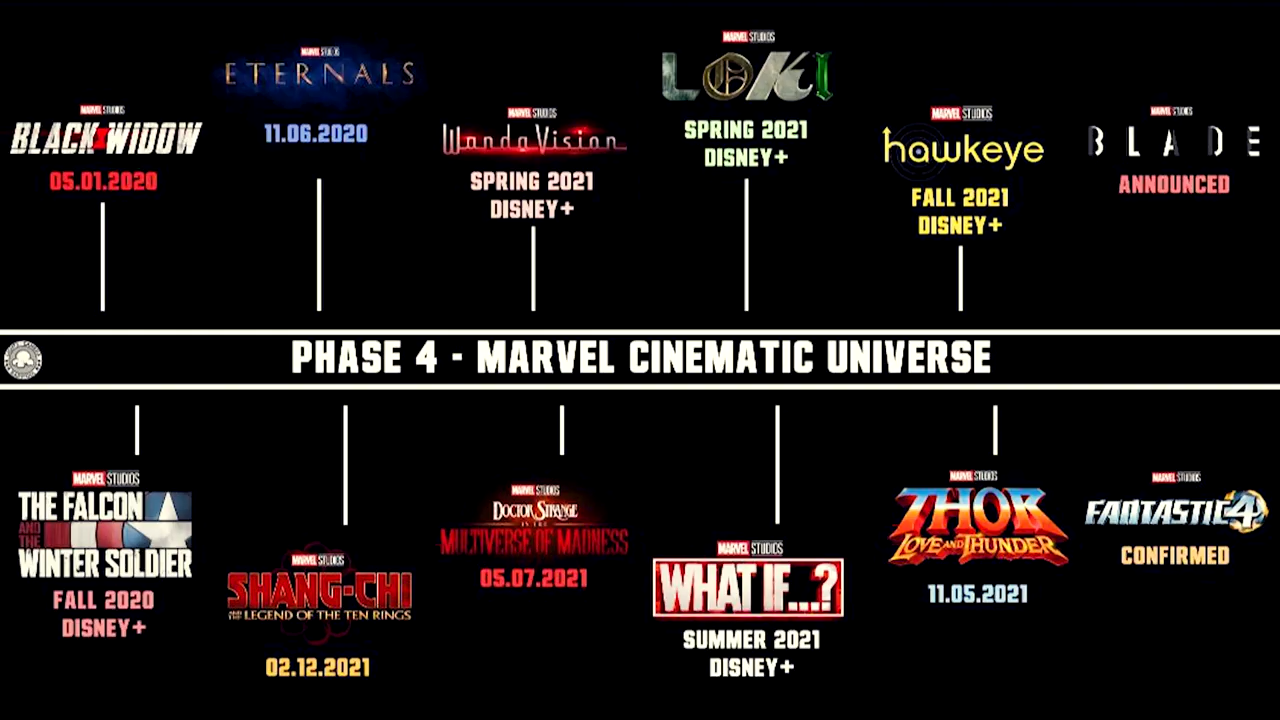 MARVEL STUDIOS
BLACK WIDOW
05.01.2020
MARVEL STUDIOS
ETERNALS
11.06.2020
MARVEL STUDIOS
WandaVision
SPRING 2021
DISNEY+
MARVEL STUDIOS
LOKI
SPRING 2021
DISNEY+
MARVEL STUDIOS
hawkeye
FALL 2021
DISNEY+
MARVEL STUDIOS
BLADE
ANNOUNCED
PHASE 4 - MARVEL CINEMATIC UNIVERSE
MARVEL STUDIOS
THE FALCON
AND THE
WINTER SOLDIER
FALL 2020
DISNEY+
MARVEL STUDIOS
SHANG-CHI
AND THE LEGEND OF THE TEN RINGS
02.12.2021
MARVEL STUDIOS
DOCTOR STRANGE
IN THE
MULTIVERSE OF MADNESS
05.07.2021
MARVEL STUDIOS
WHAT IF...?
SUMMER 2021
DISNEY+
MARVEL STUDIOS
THOR
LOVE AND THUNDER
11.05.2021
MARVEL STUDIOS
FANTASTIC 4
CONFIRMED